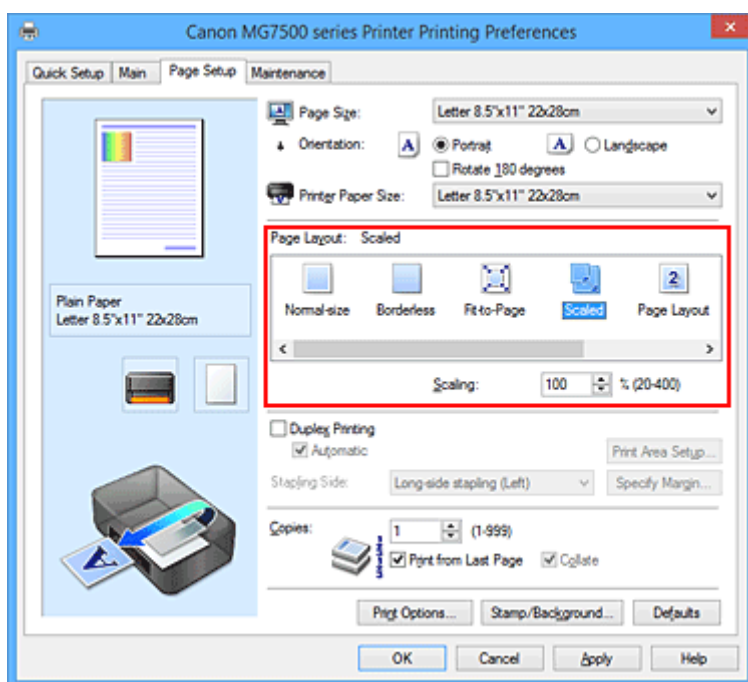 Canon MG7500 series Printer Printing Preferences
Quick Setup Main Page Setup Maintenance
Page Size: Letter 8.5"x11" 22x28cm
Orientation: A Portrait A Landscape
Rotate 180 degrees
Printer Paper Size: Letter 8.5"x11" 22x28cm
Page Layout: Scaled
2
Normal-size Borderless Fit-to-Page Scaled Page Layout
Scaling: 100 % (20-400)
Plain Paper
Letter 8.5"x11" 22x28cm
Duplex Printing
Automatic Print Area Setup...
Stapling Side: Long-side stapling (Left) Specify Margin...
Copies: 1 (1-999)
Print from Last Page Collate
A
Print Options... Stamp/Background... Defaults
OK Cancel Apply Help